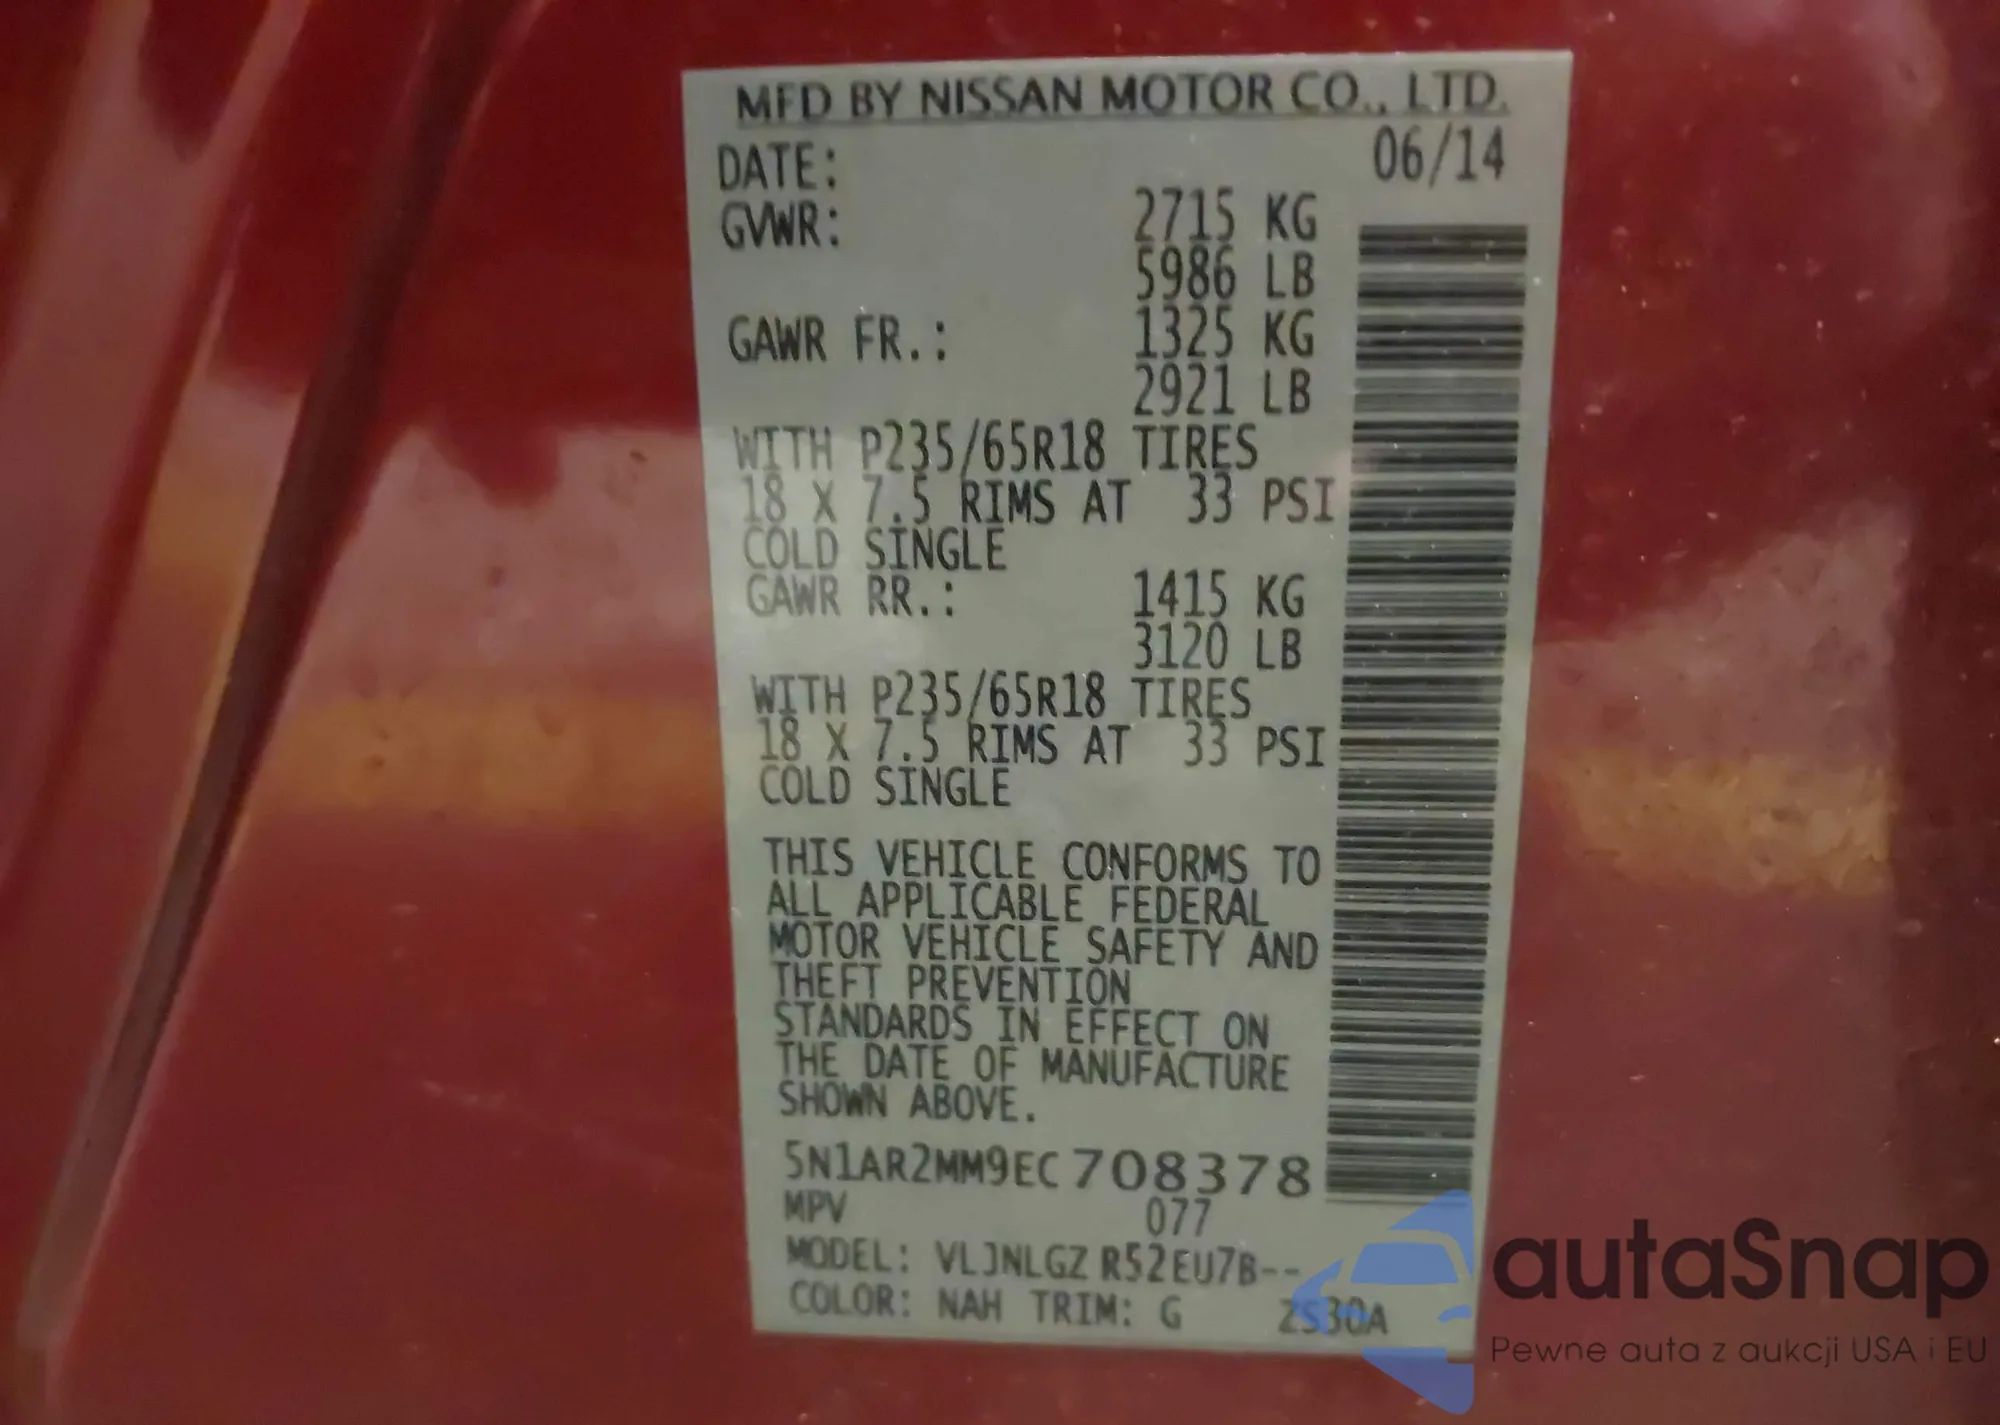 MFD BY NISSAN MOTOR CO., LTD.
DATE: 06/14
GVWR: 2715 KG
5986 LB
GAWR FR.: 1325 KG
2921 LB
WITH P235/65R18 TIRES
18 X 7.5 RIMS AT 33 PSI
COLD SINGLE
GAWR RR.: 1415 KG
3120 LB
WITH P235/65R18 TIRES
18 X 7.5 RIMS AT 33 PSI
COLD SINGLE
THIS VEHICLE CONFORMS TO
ALL APPLICABLE FEDERAL
MOTOR VEHICLE SAFETY AND
THEFT PREVENTION
STANDARDS IN EFFECT ON
THE DATE OF MANUFACTURE
SHOWN ABOVE.
5N1AR2MM9EC708378
MPV 077
MODEL: VLJNLGZ R52EU7B--
COLOR: NAH TRIM: G ZS30A
autaSnap
Pewne auta z aukcji USA i EU